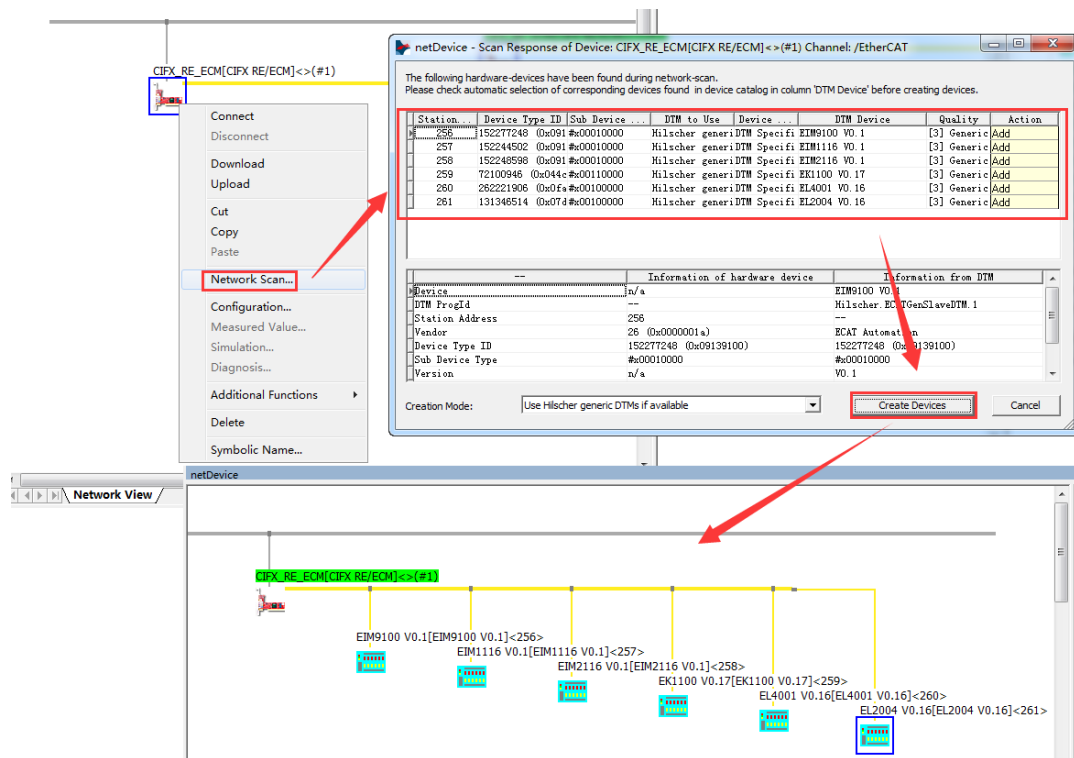 CIFX_RE_ECM[CIFX RE/ECM]<>(#1)
Connect
Disconnect
Download
Upload
Cut
Copy
Paste
Network Scan...
Configuration...
Measured Value...
Simulation...
Diagnosis...
Additional Functions
Delete
Symbolic Name...
netDevice - Scan Response of Device: CIFX_RE_ECM[CIFX RE/ECM]<>(#1) Channel: /EtherCAT
The following hardware-devices have been found during network-scan.
Please check automatic selection of corresponding devices found in device catalog in column 'DTM Device' before creating devices.
Station... Device Type ID Sub Device ... DTM to Use Device ... DTM Device Quality Action
256 152277248 (0x091 #x00010000 Hilscher generi DTM Specifi EIM9100 V0.1 [3] Generic Add
257 152244502 (0x091 #x00010000 Hilscher generi DTM Specifi EIM1116 V0.1 [3] Generic Add
258 152248598 (0x091 #x00010000 Hilscher generi DTM Specifi EIM2116 V0.1 [3] Generic Add
259 72100946 (0x044c #x00110000 Hilscher generi DTM Specifi EK1100 V0.17 [3] Generic Add
260 262221906 (0x0fa #x00100000 Hilscher generi DTM Specifi EL4001 V0.16 [3] Generic Add
261 131346514 (0x07d #x00100000 Hilscher generi DTM Specifi EL2004 V0.16 [3] Generic Add
-- Information of hardware device Information from DTM
Device n/a EIM9100 V0.1
DTM ProgId -- Hilscher.ECATGenSlaveDTM.1
Station Address 256 --
Vendor 26 (0x0000001a) ECAT Automation
Device Type ID 152277248 (0x09139100) 152277248 (0x09139100)
Sub Device Type #x00010000 #x00010000
Version n/a V0.1
Creation Mode: Use Hilscher generic DTMs if available Create Devices Cancel
Network View
netDevice
CIFX_RE_ECM[CIFX RE/ECM]<>(#1)
EIM9100 V0.1[EIM9100 V0.1]<256>
EIM1116 V0.1[EIM1116 V0.1]<257>
EIM2116 V0.1[EIM2116 V0.1]<258>
EK1100 V0.17[EK1100 V0.17]<259>
EL4001 V0.16[EL4001 V0.16]<260>
EL2004 V0.16[EL2004 V0.16]<261>